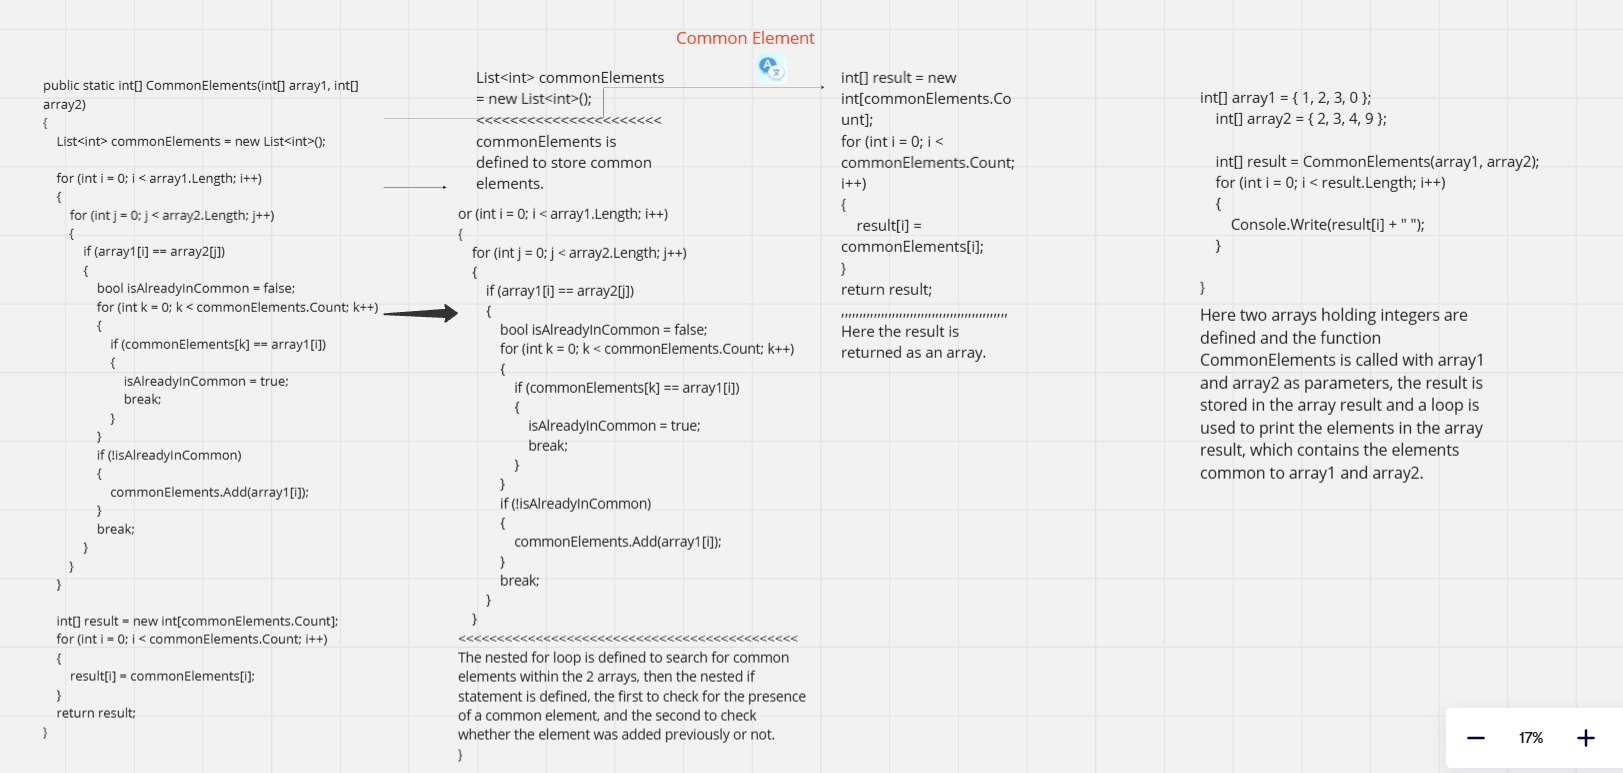 Common Element
public static int[] CommonElements(int[] array1, int[]
array2)
{
List<int> commonElements = new List<int>();
for (int i = 0; i < array1.Length; i++)
{
for (int j = 0; j < array2.Length; j++)
{
if (array1[i] == array2[j])
{
bool isAlreadyInCommon = false;
for (int k = 0; k < commonElements.Count; k++)
{
if (commonElements[k] == array1[i])
{
isAlreadyInCommon = true;
break;
}
}
if (!isAlreadyInCommon)
{
commonElements.Add(array1[i]);
}
break;
}
}
}
int[] result = new int[commonElements.Count];
for (int i = 0; i < commonElements.Count; i++)
{
result[i] = commonElements[i];
}
return result;
}
List<int> commonElements
= new List<int>();
<<<<<<<<<<<<<<<<<<<<<<
commonElements is
defined to store common
elements.
or (int i = 0; i < array1.Length; i++)
{
for (int j = 0; j < array2.Length; j++)
{
if (array1[i] == array2[j])
{
bool isAlreadyInCommon = false;
for (int k = 0; k < commonElements.Count; k++)
{
if (commonElements[k] == array1[i])
{
isAlreadyInCommon = true;
break;
}
}
if (!isAlreadyInCommon)
{
commonElements.Add(array1[i]);
}
break;
}
}
<<<<<<<<<<<<<<<<<<<<<<<<<<<<<<<<<<<<<<<<<<<<
The nested for loop is defined to search for common
elements within the 2 arrays, then the nested if
statement is defined, the first to check for the presence
of a common element, and the second to check
whether the element was added previously or not.
}
int[] result = new
int[commonElements.Co
unt];
for (int i = 0; i <
commonElements.Count;
i++)
{
result[i] =
commonElements[i];
}
return result;
,,,,,,,,,,,,,,,,,,,,,,,,,,,,,,,,,,,,,,,,,,,,,
Here the result is
returned as an array.
int[] array1 = { 1, 2, 3, 0 };
int[] array2 = { 2, 3, 4, 9 };
int[] result = CommonElements(array1, array2);
for (int i = 0; i < result.Length; i++)
{
Console.Write(result[i] + " ");
}
}
Here two arrays holding integers are
defined and the function
CommonElements is called with array1
and array2 as parameters, the result is
stored in the array result and a loop is
used to print the elements in the array
result, which contains the elements
common to array1 and array2.
17%